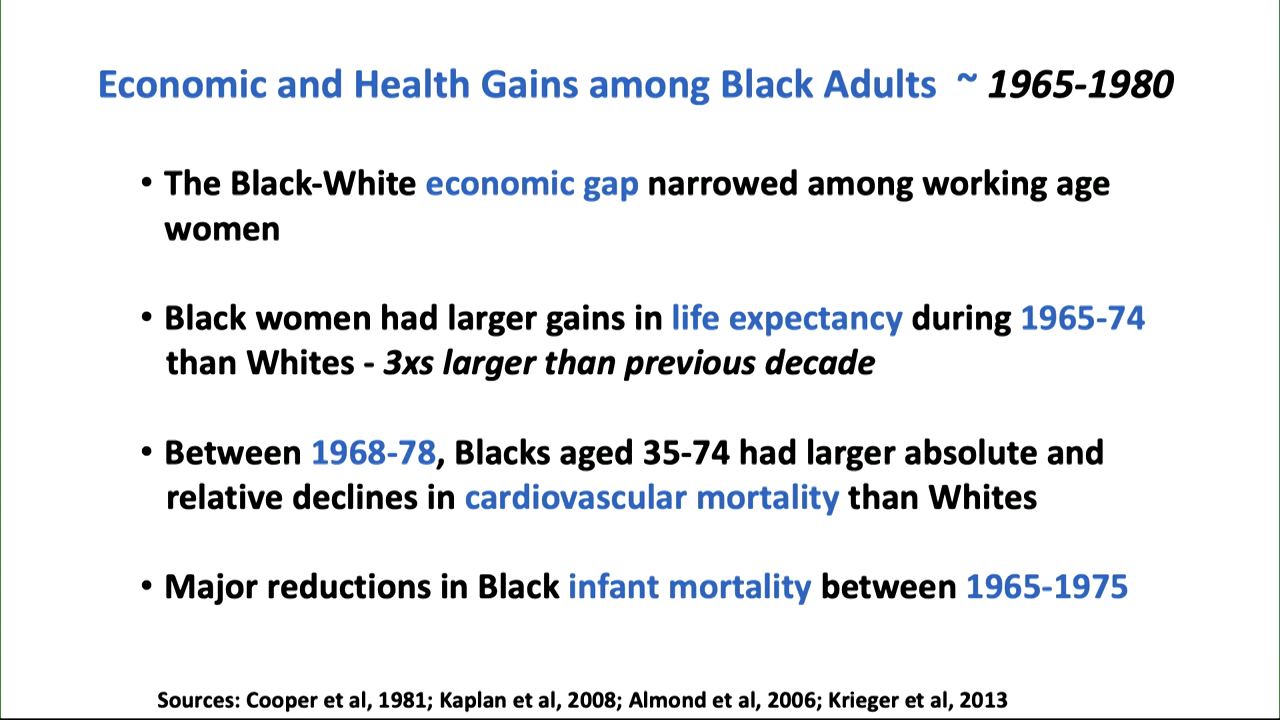 Economic and Health Gains among Black Adults ~ 1965-1980
• The Black-White economic gap narrowed among working age
women
• Black women had larger gains in life expectancy during 1965-74
than Whites - 3xs larger than previous decade
• Between 1968-78, Blacks aged 35-74 had larger absolute and
relative declines in cardiovascular mortality than Whites
• Major reductions in Black infant mortality between 1965-1975
Sources: Cooper et al, 1981; Kaplan et al, 2008; Almond et al, 2006; Krieger et al, 2013